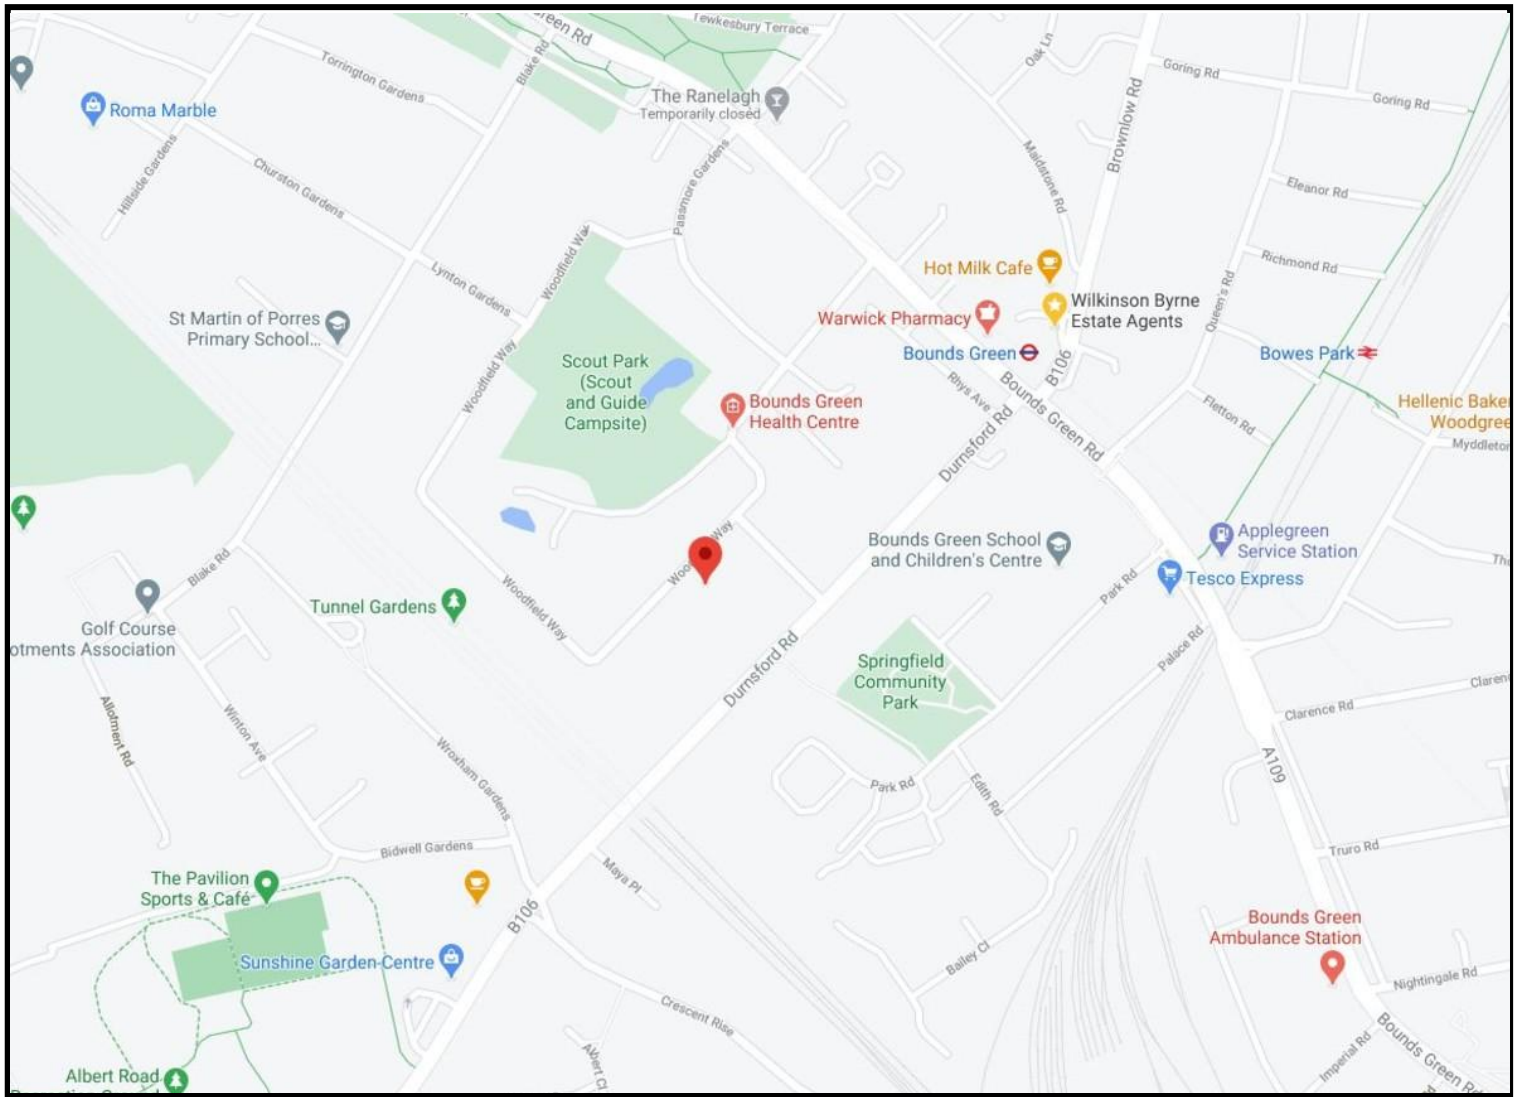 Green Rd
Tewkesbury Terrace
Oak Ln
Blake Rd
Torrington Gardens
Goring Rd
Goring Rd
Roma Marble
The Ranelagh
Temporarily closed
Brownlow Rd
Hillside Gardens
Churston Gardens
Passmore Gardens
Maidstone Rd
Eleanor Rd
Woodfield Way
Lynton Gardens
Hot Milk Cafe
Richmond Rd
Queen's Rd
St Martin of Porres
Primary School...
Warwick Pharmacy
Wilkinson Byrne
Estate Agents
Bounds Green
B106
Bowes Park
Woodfield Way
Scout Park
(Scout
and Guide
Campsite)
Bounds Green
Health Centre
Rhys Ave
Bounds Green Rd
Fletton Rd
Hellenic Baker
Woodgree
Myddleton
Durnsford Rd
Woodfield Way
Bounds Green School
and Children's Centre
Applegreen
Service Station
Tesco Express
Blake Rd
Park Rd
Tunnel Gardens
Woodfield Way
Golf Course
otments Association
Palace Rd
Durnsford Rd
Springfield
Community
Park
Clarence Rd
Allotment Rd
Winton Ave
Wroxham Gardens
A109
Park Rd
Edith Rd
Bidwell Gardens
Truro Rd
Maya Pl
The Pavilion
Sports & Café
B106
Bounds Green
Ambulance Station
Sunshine Garden-Centre
Bailey Cl
Nightingale Rd
Crescent Rise
Bounds Green Rd
Imperial Rd
Albert Cl
Albert Road